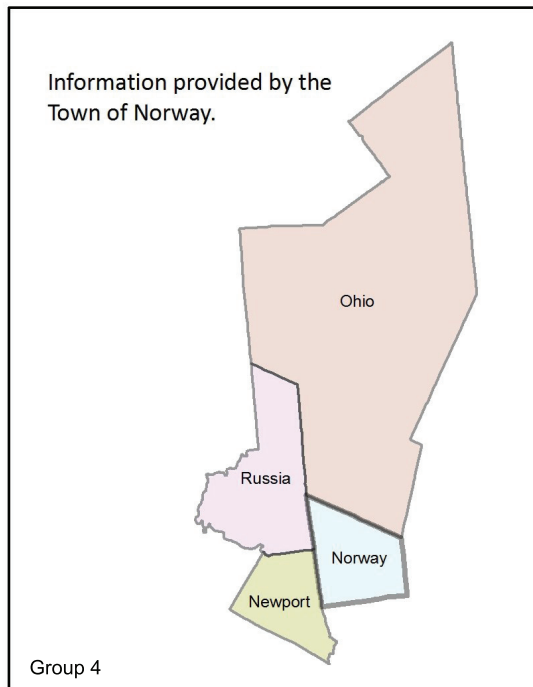 Information provided by the
Town of Norway.
Ohio
Russia
Norway
Newport
Group 4